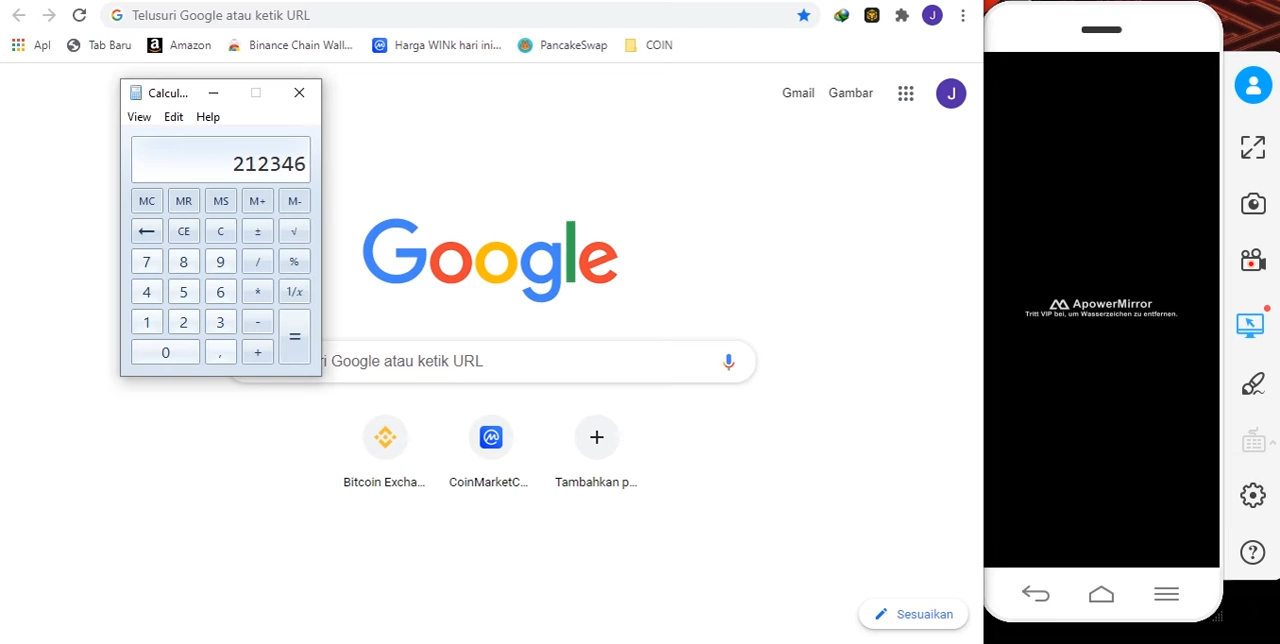 Telusuri Google atau ketik URL
J
Apl
Tab Baru
Amazon
Binance Chain Wall...
Harga WINk hari ini...
PancakeSwap
COIN
Gmail
Gambar
J
Calcul...
View Edit Help
212346
MC MR MS M+ M-
← CE C ± √
7 8 9 / %
4 5 6 * 1/x
1 2 3 - =
0 , +
Google
ri Google atau ketik URL
Bitcoin Excha...
CoinMarketC...
Tambahkan p...
Sesuaikan
ApowerMirror
Tritt VIP bei, um Wasserzeichen zu entfernen.